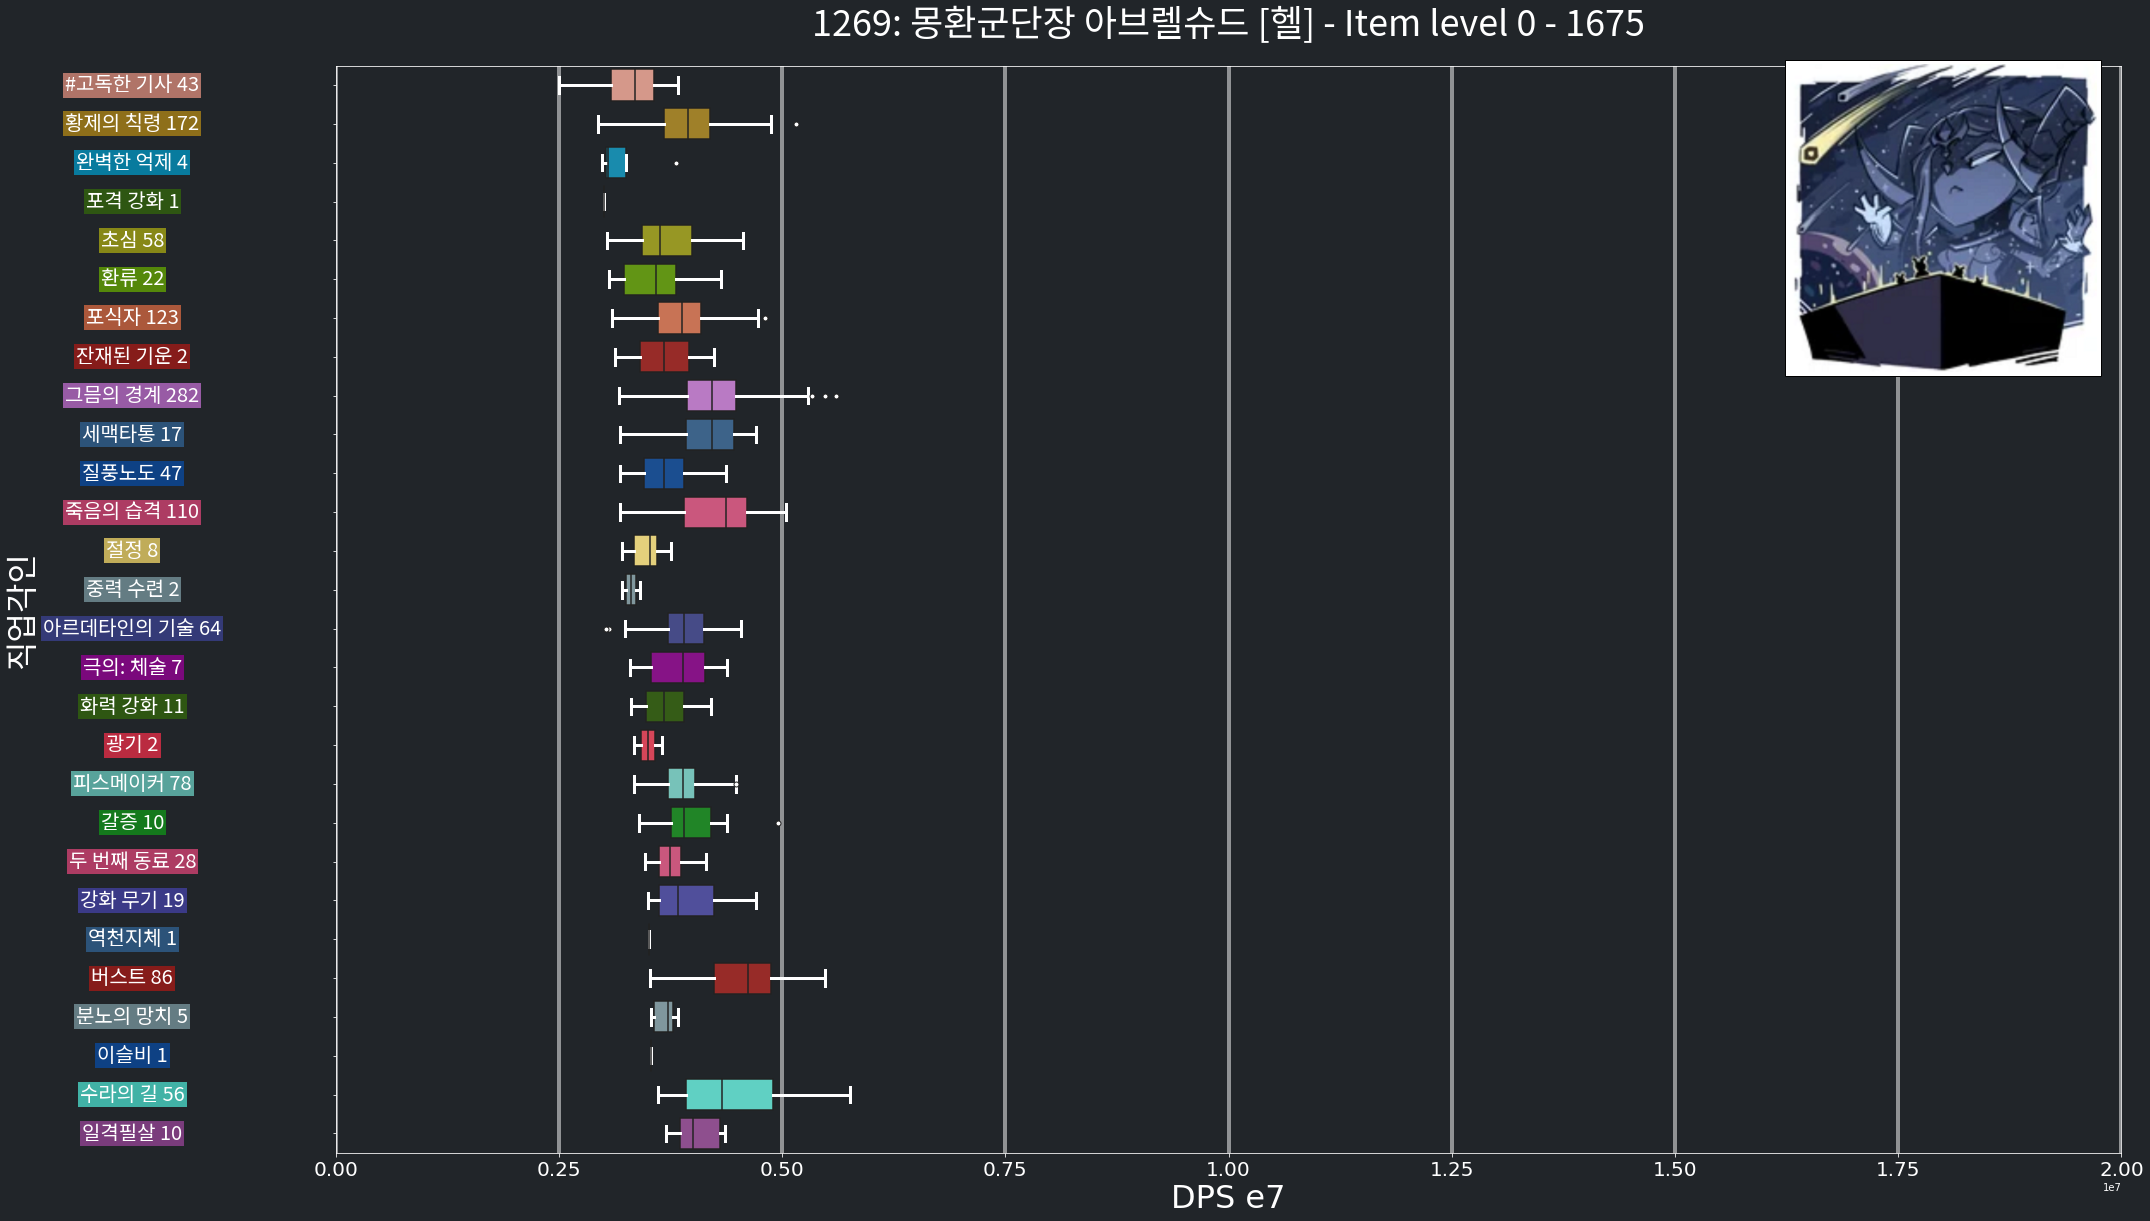 1269: 몽환군단장 아브렐슈드 [헬] - Item level 0 - 1675
#고독한 기사 43
황제의 칙령 172
완벽한 억제 4
포격 강화 1
초심 58
환류 22
포식자 123
잔재된 기운 2
그믐의 경계 282
세맥타통 17
질풍노도 47
죽음의 습격 110
절정 8
중력 수련 2
아르데타인의 기술 64
극의: 체술 7
화력 강화 11
광기 2
피스메이커 78
갈증 10
두 번째 동료 28
강화 무기 19
역천지체 1
버스트 86
분노의 망치 5
이슬비 1
수라의 길 56
일격필살 10
직업각인
0.00 0.25 0.50 0.75 1.00 1.25 1.50 1.75 2.00
1e7
DPS e7